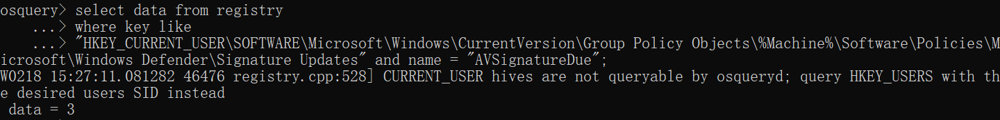 osquery> select data from registry
    ...> where key like
    ...> "HKEY_CURRENT_USER\SOFTWARE\Microsoft\Windows\CurrentVersion\Group Policy Objects\%Machine%\Software\Policies\M
icrosoft\Windows Defender\Signature Updates" and name = "AVSignatureDue";
W0218 15:27:11.081282 46476 registry.cpp:528] CURRENT_USER hives are not queryable by osqueryd; query HKEY_USERS with th
e desired users SID instead
 data = 3